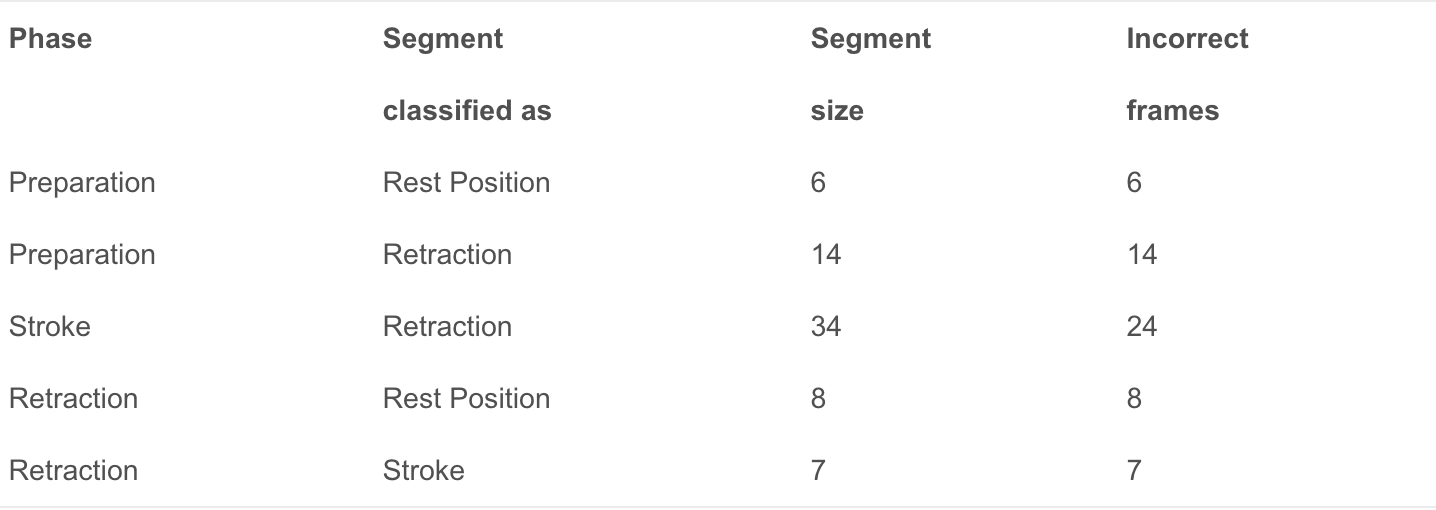 Phase Segment Segment Incorrect
classified as size frames
Preparation Rest Position 6 6
Preparation Retraction 14 14
Stroke Retraction 34 24
Retraction Rest Position 8 8
Retraction Stroke 7 7